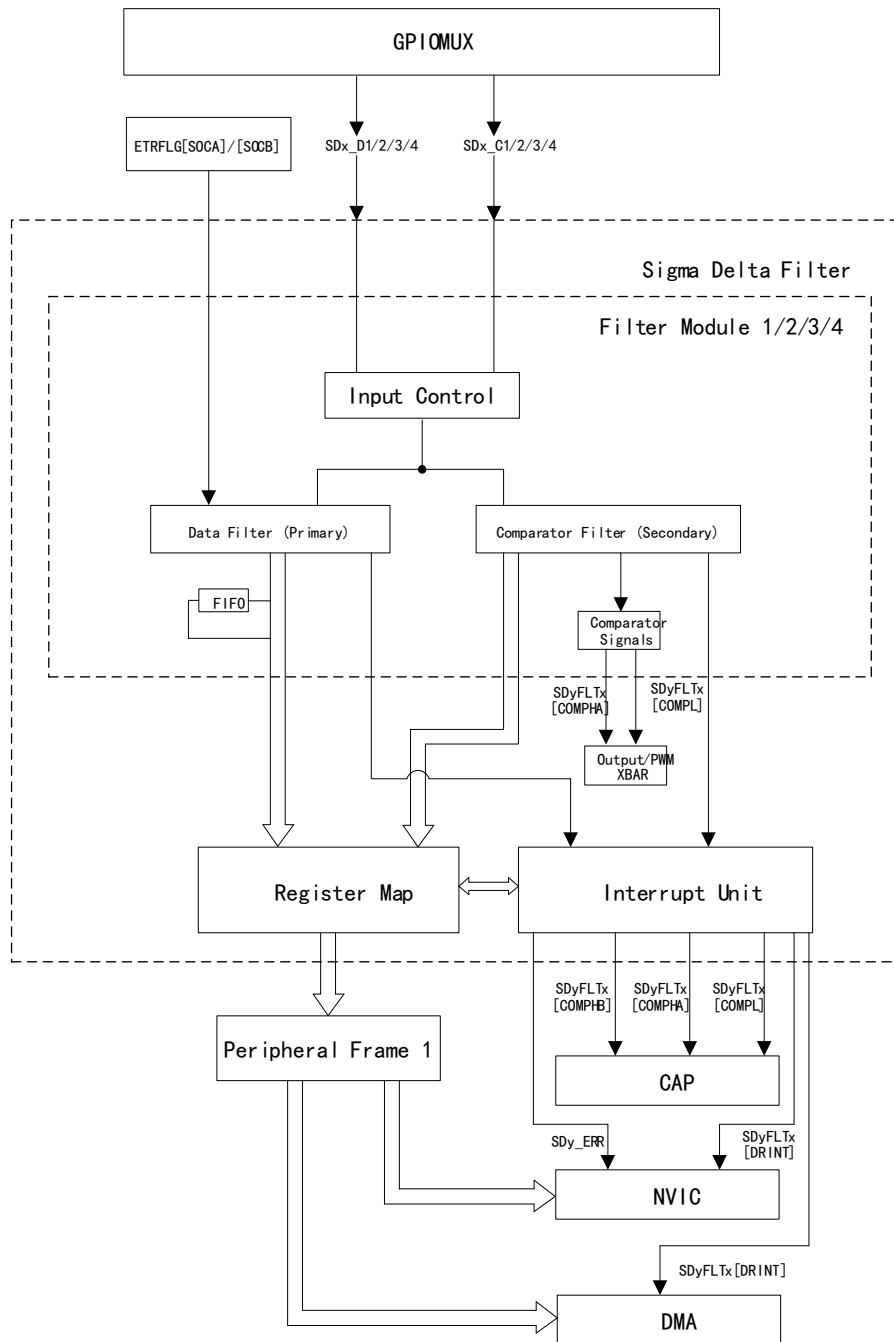 GPIOMUX
ETRFLG[SOCA]/[SOCB]
SDx_D1/2/3/4
SDx_C1/2/3/4
Sigma Delta Filter
Filter Module 1/2/3/4
Input Control
Data Filter (Primary)
Comparator Filter (Secondary)
FIFO
Comparator
Signals
SDyFLTx
[COMPHA]
SDyFLTx
[COMPL]
Output/PWM
XBAR
Register Map
Interrupt Unit
SDyFLTx
[COMPHB]
SDyFLTx
[COMPHA]
SDyFLTx
[COMPL]
Peripheral Frame 1
CAP
SDy_ERR
SDyFLTx
[DRINT]
NVIC
SDyFLTx[DRINT]
DMA